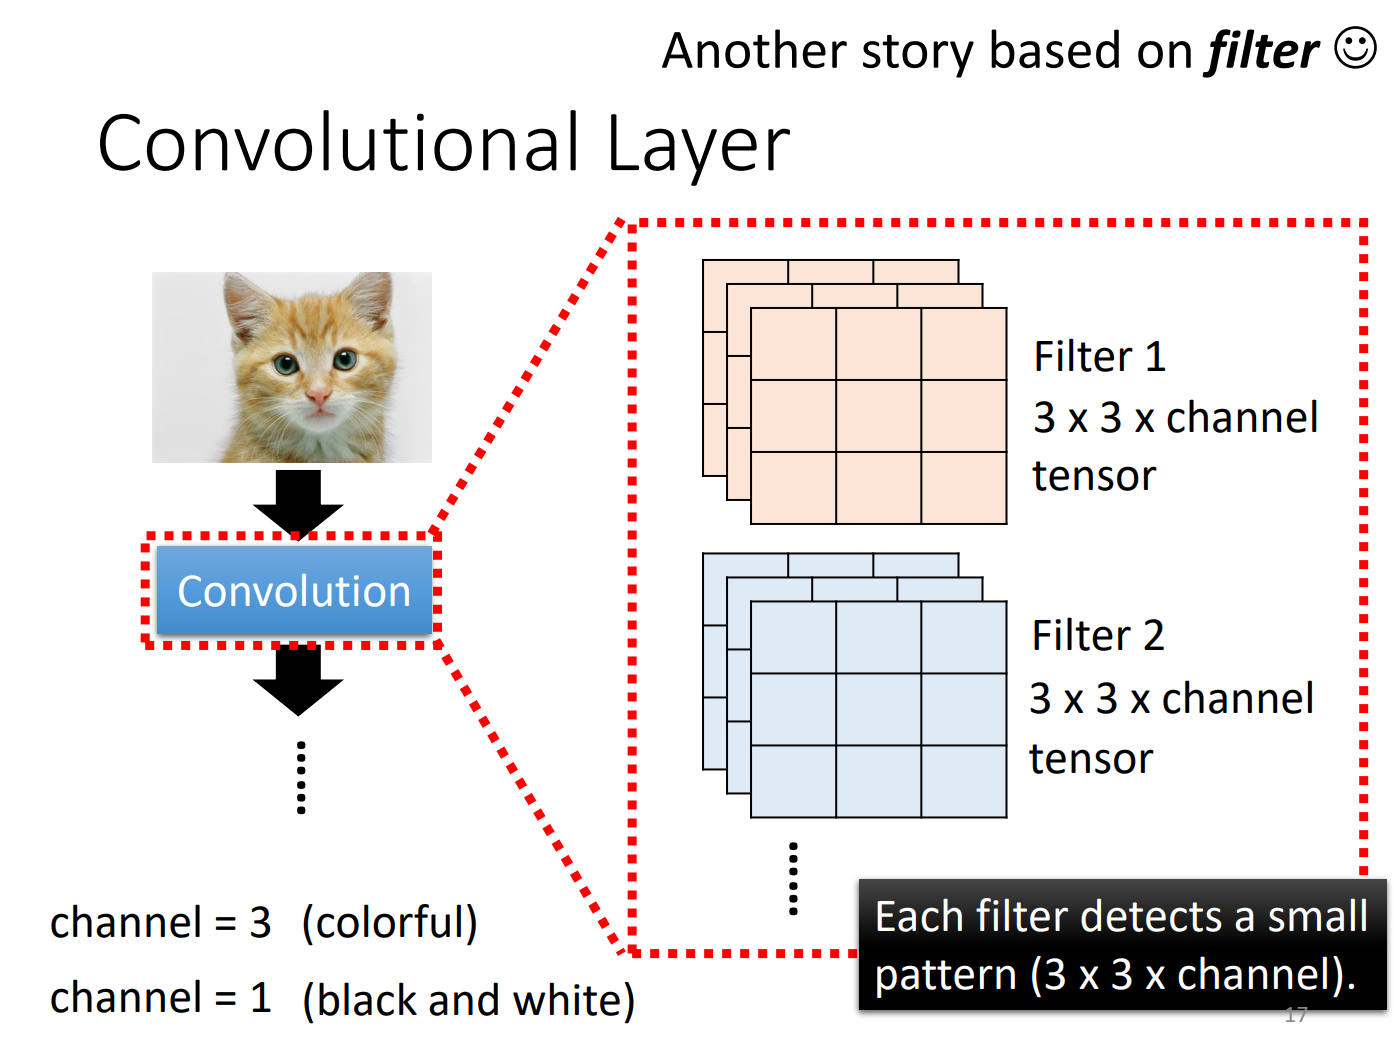 Another story based on filter ☺
Convolutional Layer
Filter 1
3 x 3 x channel
tensor
Convolution
Filter 2
3 x 3 x channel
tensor
channel = 3 (colorful)
channel = 1 (black and white)
Each filter detects a small
pattern (3 x 3 x channel).
17